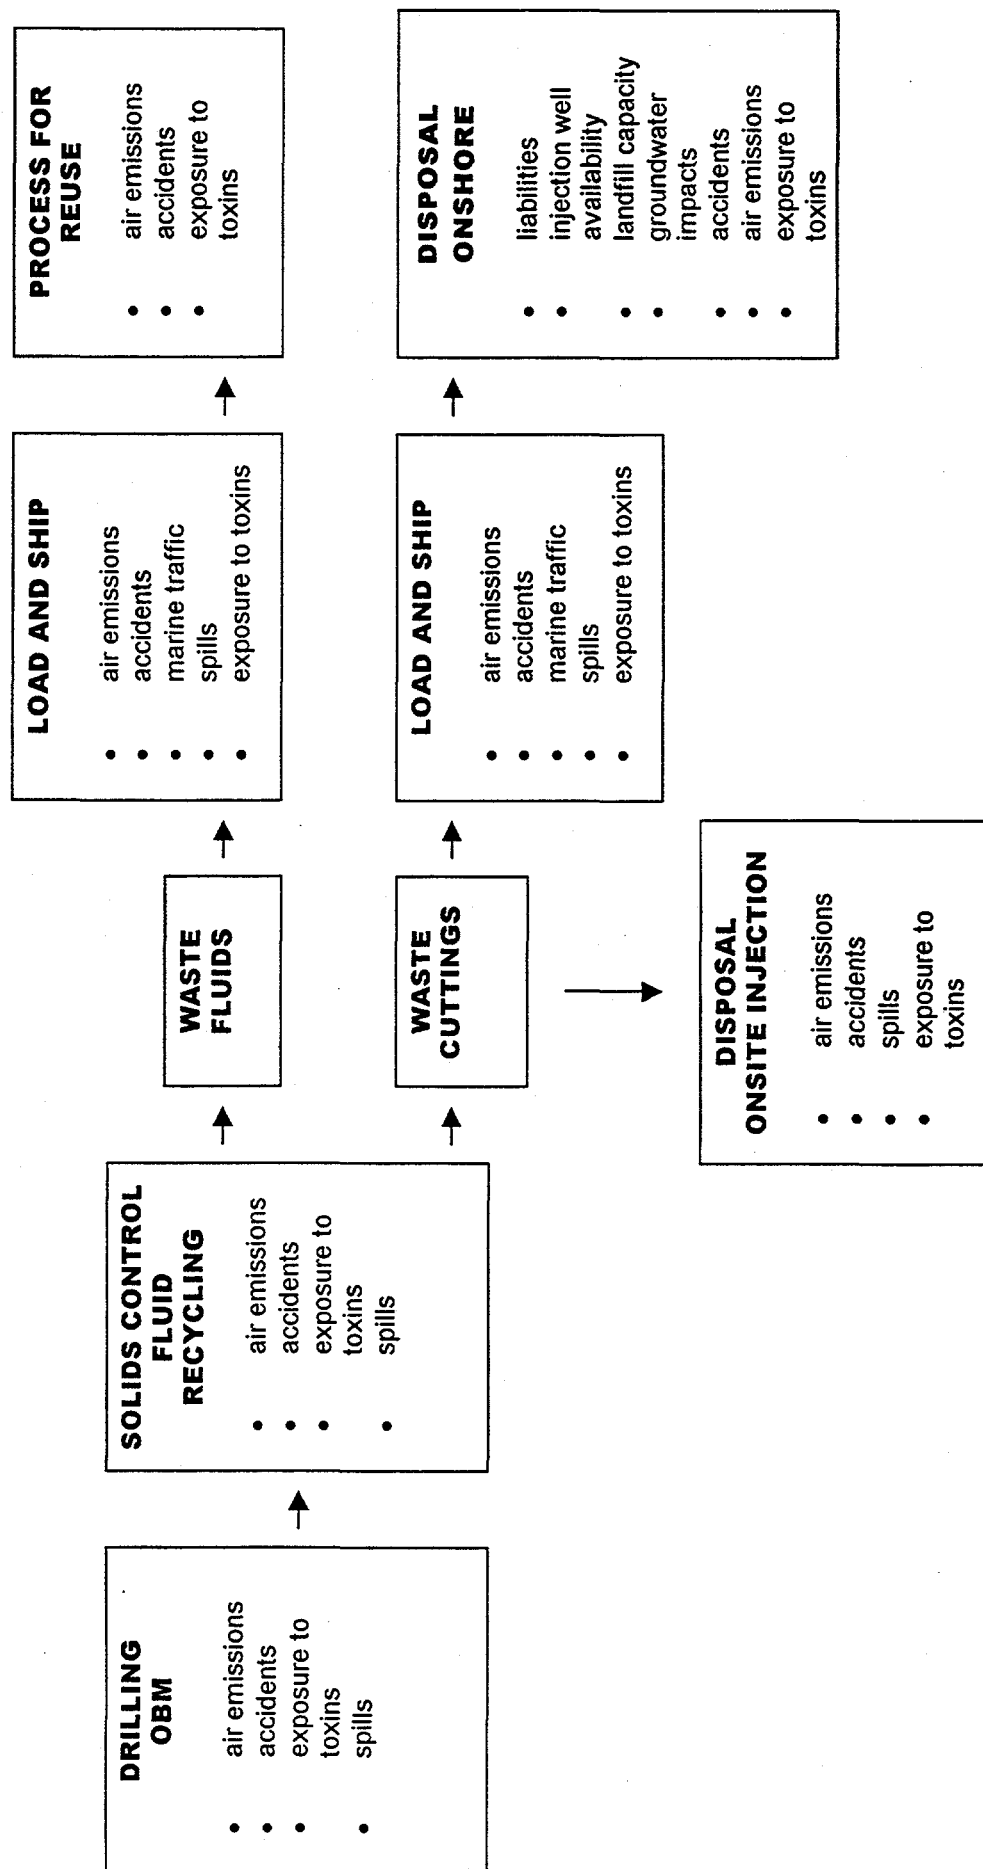 DRILLING
OBM
• air emissions
• accidents
• exposure to
toxins
• spills
SOLIDS CONTROL
FLUID
RECYCLING
• air emissions
• accidents
• exposure to
toxins
• spills
WASTE
FLUIDS
LOAD AND SHIP
• air emissions
• accidents
• marine traffic
• spills
• exposure to toxins
PROCESS FOR
REUSE
• air emissions
• accidents
• exposure to
toxins
WASTE
CUTTINGS
LOAD AND SHIP
• air emissions
• accidents
• marine traffic
• spills
• exposure to toxins
DISPOSAL
ONSHORE
• liabilities
• injection well
availability
• landfill capacity
• groundwater
impacts
• accidents
• air emissions
• exposure to
toxins
DISPOSAL
ONSITE INJECTION
• air emissions
• accidents
• spills
• exposure to
toxins